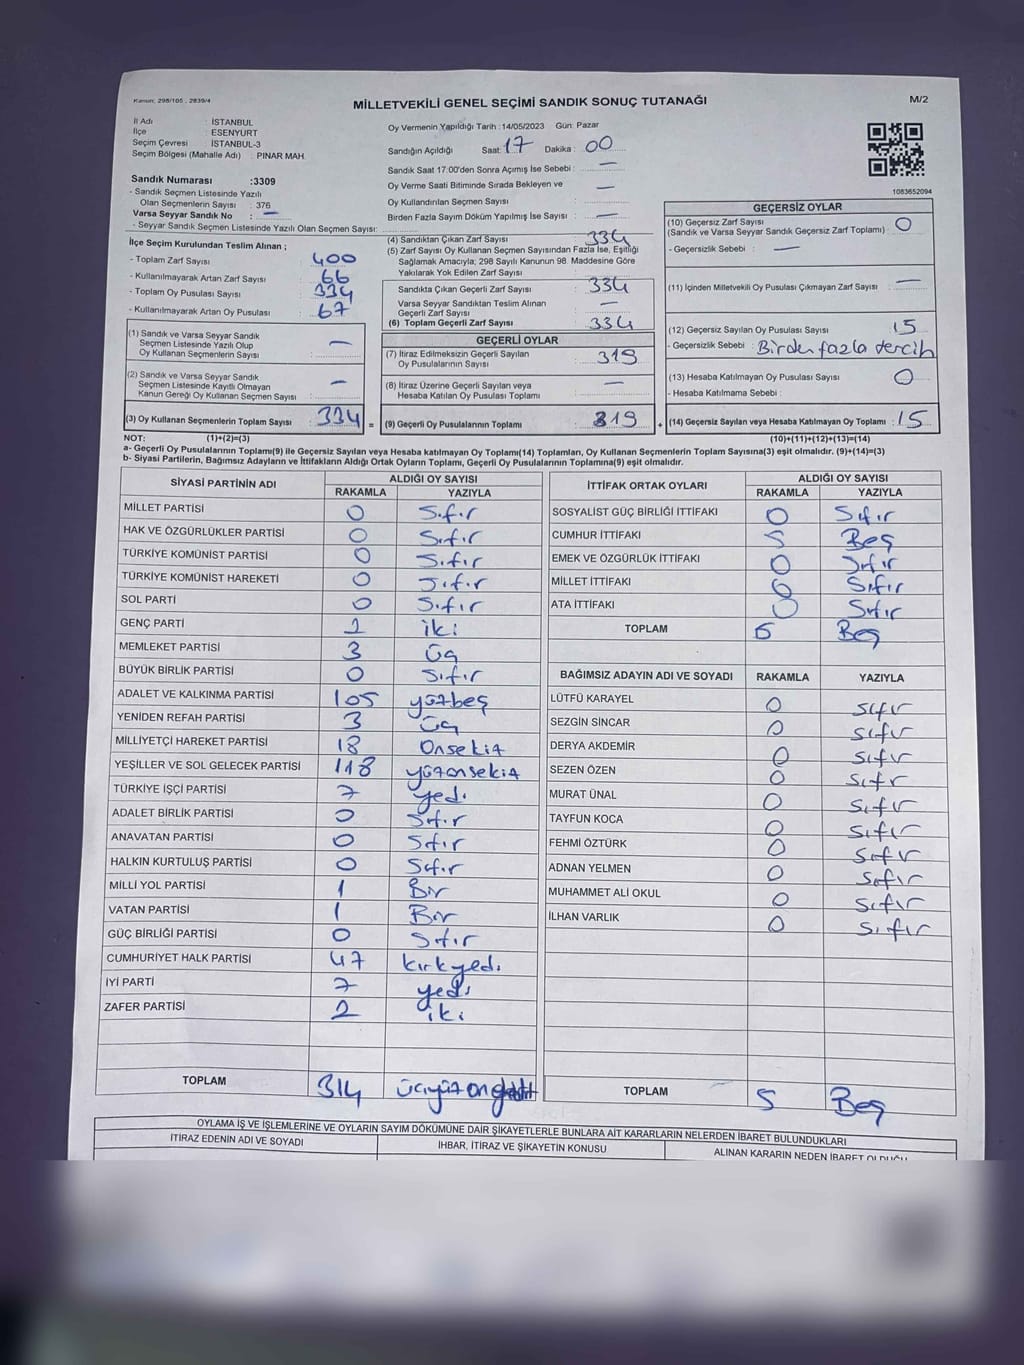 Kanun: 298/105 , 2839/4
MİLLETVEKİLİ GENEL SEÇİMİ SANDIK SONUÇ TUTANAĞI
M/2
İl Adı : İSTANBUL
İlçe : ESENYURT
Seçim Çevresi : İSTANBUL-3
Seçim Bölgesi (Mahalle Adı) : PINAR MAH.
Sandık Numarası :3309
- Sandık Seçmen Listesinde Yazılı
Olan Seçmenlerin Sayısı : 376
Varsa Seyyar Sandık No : —
- Seyyar Sandık Seçmen Listesinde Yazılı Olan Seçmen Sayısı:
Oy Vermenin Yapıldığı Tarih :14/05/2023 Gün: Pazar
Sandığın Açıldığı Saat: 17 Dakika : 00
Sandık Saat 17:00'den Sonra Açılmış İse Sebebi : —
Oy Verme Saati Bitiminde Sırada Bekleyen ve —
Oy Kullandırılan Seçmen Sayısı :
Birden Fazla Sayım Döküm Yapılmış İse Sayısı : —
1083652094
İlçe Seçim Kurulundan Teslim Alınan ;
- Toplam Zarf Sayısı : 400
- Kullanılmayarak Artan Zarf Sayısı : 66
- Toplam Oy Pusulası Sayısı : 334
- Kullanılmayarak Artan Oy Pusulası : 67
(4) Sandıktan Çıkan Zarf Sayısı : 334
(5) Zarf Sayısı Oy Kullanan Seçmen Sayısından Fazla İse, Eşitliği
Sağlamak Amacıyla; 298 Sayılı Kanunun 98. Maddesine Göre
Yakılarak Yok Edilen Zarf Sayısı :
Sandıkta Çıkan Geçerli Zarf Sayısı : 334
Varsa Seyyar Sandıktan Teslim Alınan
Geçerli Zarf Sayısı : —
(6) Toplam Geçerli Zarf Sayısı : 334
GEÇERSİZ OYLAR
(10) Geçersiz Zarf Sayısı
(Sandık ve Varsa Seyyar Sandık Geçersiz Zarf Toplamı) : 0
- Geçersizlik Sebebi : —
(11) İçinden Milletvekili Oy Pusulası Çıkmayan Zarf Sayısı : —
(12) Geçersiz Sayılan Oy Pusulası Sayısı : 15
- Geçersizlik Sebebi : Birden fazla tercih
(13) Hesaba Katılmayan Oy Pusulası Sayısı : 0
- Hesaba Katılmama Sebebi :
(1) Sandık ve Varsa Seyyar Sandık
Seçmen Listesinde Yazılı Olup
Oy Kullanan Seçmenlerin Sayısı : —
(2) Sandık ve Varsa Seyyar Sandık
Seçmen Listesinde Kayıtlı Olmayan
Kanun Gereği Oy Kullanan Seçmen Sayısı : —
GEÇERLİ OYLAR
(7) İtiraz Edilmeksizin Geçerli Sayılan
Oy Pusulalarının Sayısı : 319
(8) İtiraz Üzerine Geçerli Sayılan veya
Hesaba Katılan Oy Pusulası Toplamı : —
(3) Oy Kullanan Seçmenlerin Toplam Sayısı : 334 = (9) Geçerli Oy Pusulalarının Toplamı : 319 + (14) Geçersiz Sayılan veya Hesaba Katılmayan Oy Toplamı : 15
NOT: (1)+(2)=(3) (10)+(11)+(12)+(13)=(14)
a- Geçerli Oy Pusulalarının Toplamı(9) ile Geçersiz Sayılan veya Hesaba katılmayan Oy Toplamı(14) Toplamları, Oy Kullanan Seçmenlerin Toplam Sayısına(3) eşit olmalıdır. (9)+(14)=(3)
b- Siyasi Partilerin, Bağımsız Adayların ve İttifakların Aldığı Ortak Oyların Toplamı, Geçerli Oy Pusulalarının Toplamına(9) eşit olmalıdır.
SİYASİ PARTİNİN ADI ALDIĞI OY SAYISI
RAKAMLA YAZIYLA
MİLLET PARTİSİ 0 Sıfır
HAK VE ÖZGÜRLÜKLER PARTİSİ 0 Sıfır
TÜRKİYE KOMÜNİST PARTİSİ 0 Sıfır
TÜRKİYE KOMÜNİST HAREKETİ 0 Sıfır
SOL PARTİ 0 Sıfır
GENÇ PARTİ 2 iki
MEMLEKET PARTİSİ 3 üç
BÜYÜK BİRLİK PARTİSİ 0 Sıfır
ADALET VE KALKINMA PARTİSİ 105 yüzbeş
YENİDEN REFAH PARTİSİ 3 üç
MİLLİYETÇİ HAREKET PARTİSİ 18 Onsekiz
YEŞİLLER VE SOL GELECEK PARTİSİ 118 yüzonsekiz
TÜRKİYE İŞÇİ PARTİSİ 7 yedi
ADALET BİRLİK PARTİSİ 0 Sıfır
ANAVATAN PARTİSİ 0 Sıfır
HALKIN KURTULUŞ PARTİSİ 0 Sıfır
MİLLİ YOL PARTİSİ 1 Bir
VATAN PARTİSİ 1 Bir
GÜÇ BİRLİĞİ PARTİSİ 0 Sıfır
CUMHURİYET HALK PARTİSİ 47 kırkyedi
İYİ PARTİ 7 yedi
ZAFER PARTİSİ 2 iki
TOPLAM 314
İTTİFAK ORTAK OYLARI ALDIĞI OY SAYISI
RAKAMLA YAZIYLA
SOSYALİST GÜÇ BİRLİĞİ İTTİFAKI 0 Sıfır
CUMHUR İTTİFAKI 5 Beş
EMEK VE ÖZGÜRLÜK İTTİFAKI 0 Sıfır
MİLLET İTTİFAKI 0 Sıfır
ATA İTTİFAKI 0 Sıfır
TOPLAM 5 Beş
BAĞIMSIZ ADAYIN ADI VE SOYADI RAKAMLA YAZIYLA
LÜTFÜ KARAYEL 0 Sıfır
SEZGİN SİNCAR 0 Sıfır
DERYA AKDEMİR 0 Sıfır
SEZEN ÖZEN 0 Sıfır
MURAT ÜNAL 0 Sıfır
TAYFUN KOCA 0 Sıfır
FEHMİ ÖZTÜRK 0 Sıfır
ADNAN YELMEN 0 Sıfır
MUHAMMET ALİ OKUL 0 Sıfır
İLHAN VARLIK 0 Sıfır
TOPLAM 5 Beş
OYLAMA İŞ VE İŞLEMLERİNE VE OYLARIN SAYIM DÖKÜMÜNE DAİR ŞİKAYETLERLE BUNLARA AİT KARARLARIN NELERDEN İBARET BULUNDUKLARI
İTİRAZ EDENİN ADI VE SOYADI İHBAR, İTİRAZ VE ŞİKAYETİN KONUSU ALINAN KARARIN NEDEN İBARET OLDUĞU